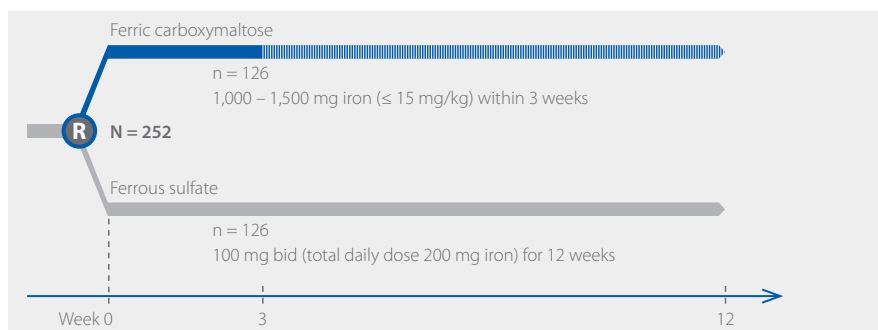 Ferric carboxymaltose
n = 126
1,000 – 1,500 mg iron (≤ 15 mg/kg) within 3 weeks
R N = 252
Ferrous sulfate
n = 126
100 mg bid (total daily dose 200 mg iron) for 12 weeks
Week 0 3 12